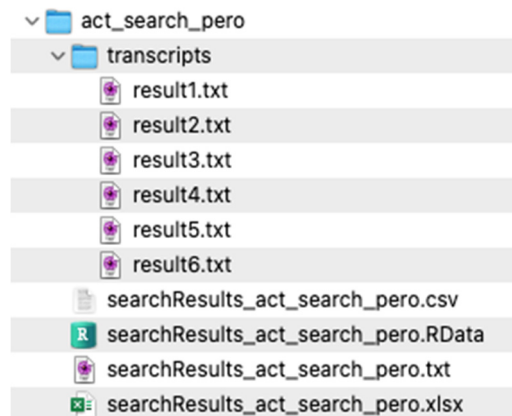 act_search_pero
transcripts
result1.txt
result2.txt
result3.txt
result4.txt
result5.txt
result6.txt
searchResults_act_search_pero.csv
searchResults_act_search_pero.RData
searchResults_act_search_pero.txt
searchResults_act_search_pero.xlsx